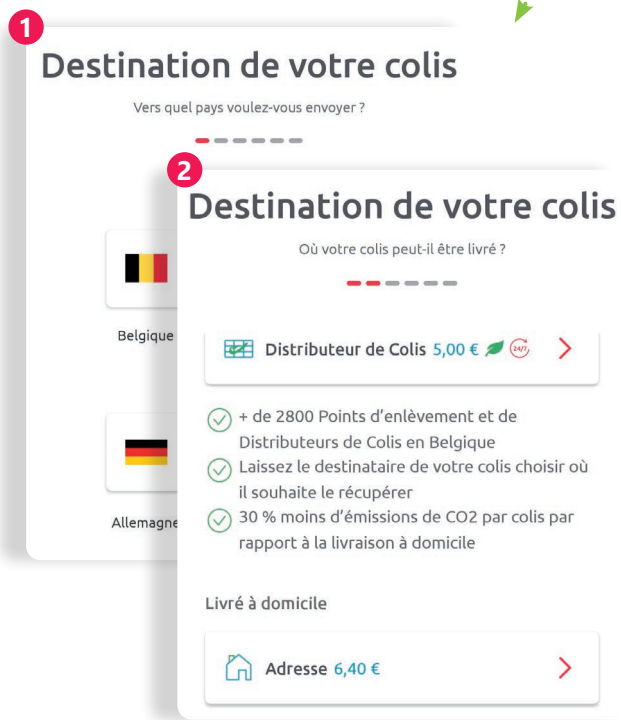 1
Destination de votre colis
Vers quel pays voulez-vous envoyer ?
Belgique
Allemagne
2
Destination de votre colis
Où votre colis peut-il être livré ?
Distributeur de Colis 5,00 € 24/7
+ de 2800 Points d’enlèvement et de
Distributeurs de Colis en Belgique
Laissez le destinataire de votre colis choisir où
il souhaite le récupérer
30 % moins d’émissions de CO2 par colis par
rapport à la livraison à domicile
Livré à domicile
Adresse 6,40 €